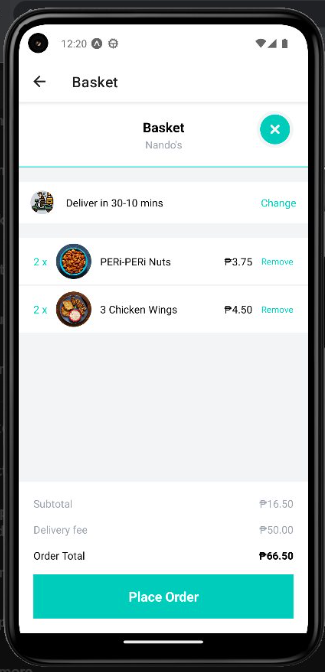 12:20
Basket
Basket
Nando's
Deliver in 30-10 mins Change
2 x PERi-PERi Nuts ₱3.75 Remove
2 x 3 Chicken Wings ₱4.50 Remove
Subtotal ₱16.50
Delivery fee ₱50.00
Order Total ₱66.50
Place Order